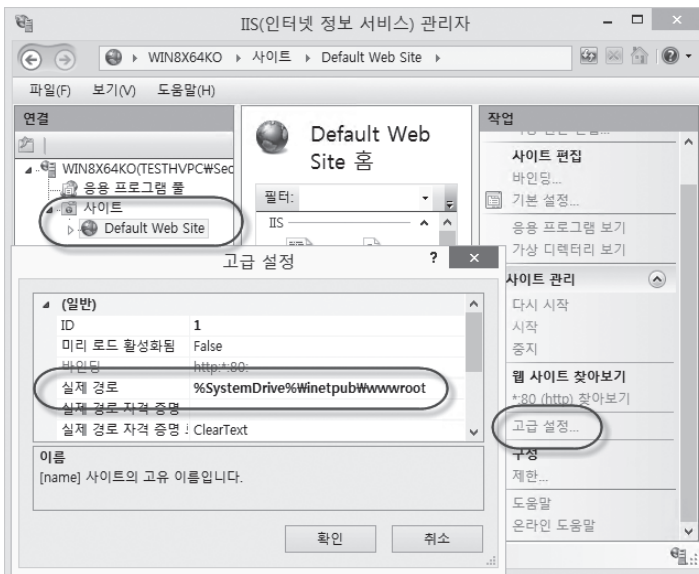 IIS(인터넷 정보 서비스) 관리자
WIN8X64KO ▸ 사이트 ▸ Default Web Site ▸
파일(F) 보기(V) 도움말(H)
연결
WIN8X64KO(TESTHVPC₩Sec
응용 프로그램 풀
사이트
Default Web Site
Default Web
Site 홈
필터:
IIS
작업
사이트 편집
바인딩...
기본 설정...
응용 프로그램 보기
가상 디렉터리 보기
사이트 관리
다시 시작
시작
중지
웹 사이트 찾아보기
*:80 (http) 찾아보기
고급 설정...
구성
제한...
도움말
온라인 도움말
고급 설정
(일반)
ID 1
미리 로드 활성화됨 False
바인딩 http:*:80:
실제 경로 %SystemDrive%₩inetpub₩wwwroot
실제 경로 자격 증명
실제 경로 자격 증명 ClearText
이름
[name] 사이트의 고유 이름입니다.
확인 취소